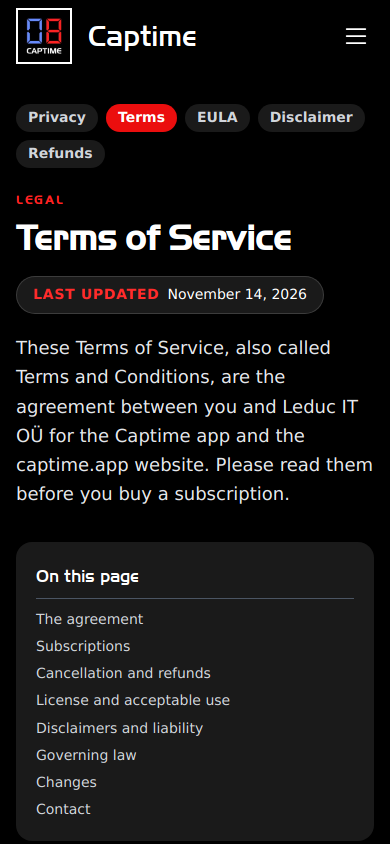 08
CAPTIME
Captime
Privacy
Terms
EULA
Disclaimer
Refunds
LEGAL
Terms of Service
LAST UPDATED November 14, 2026
These Terms of Service, also called
Terms and Conditions, are the
agreement between you and Leduc IT
OÜ for the Captime app and the
captime.app website. Please read them
before you buy a subscription.
On this page
The agreement
Subscriptions
Cancellation and refunds
License and acceptable use
Disclaimers and liability
Governing law
Changes
Contact